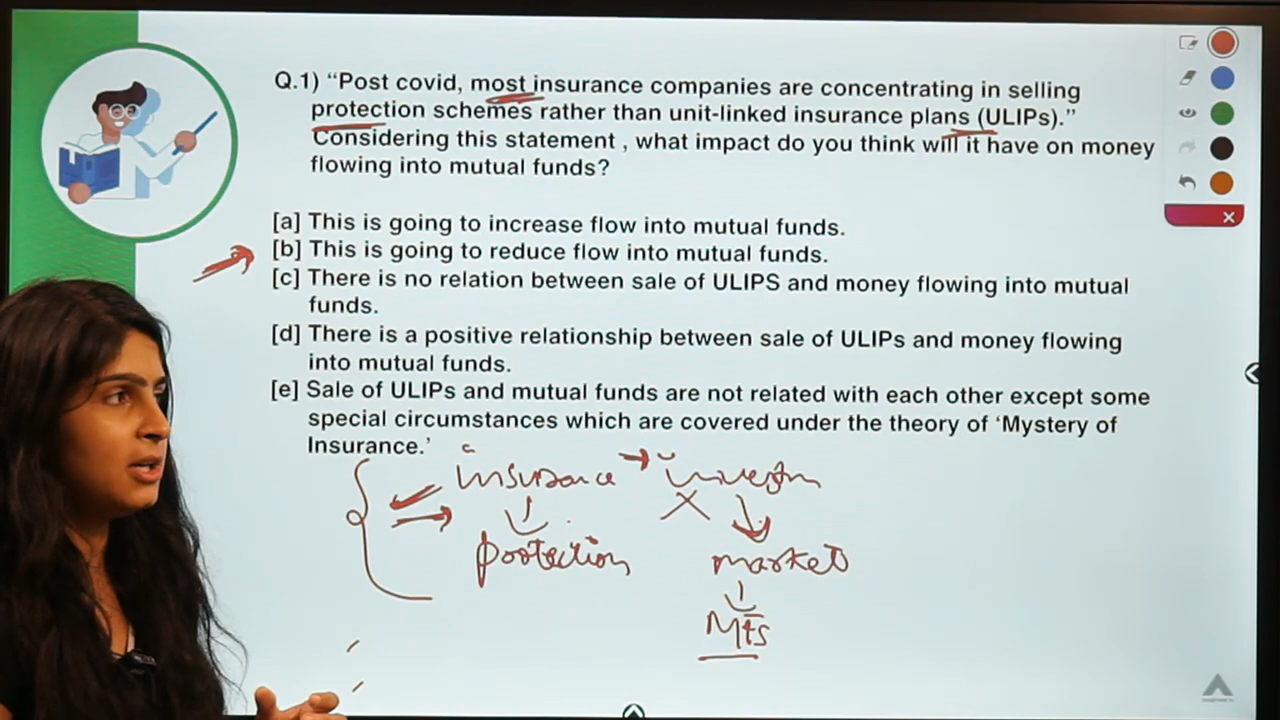 Q.1) “Post covid, most insurance companies are concentrating in selling
protection schemes rather than unit-linked insurance plans (ULIPs).”
Considering this statement , what impact do you think will it have on money
flowing into mutual funds?
[a] This is going to increase flow into mutual funds.
[b] This is going to reduce flow into mutual funds.
[c] There is no relation between sale of ULIPS and money flowing into mutual
funds.
[d] There is a positive relationship between sale of ULIPs and money flowing
into mutual funds.
[e] Sale of ULIPs and mutual funds are not related with each other except some
special circumstances which are covered under the theory of ‘Mystery of
Insurance.’
insurance
protection
market
Mfs